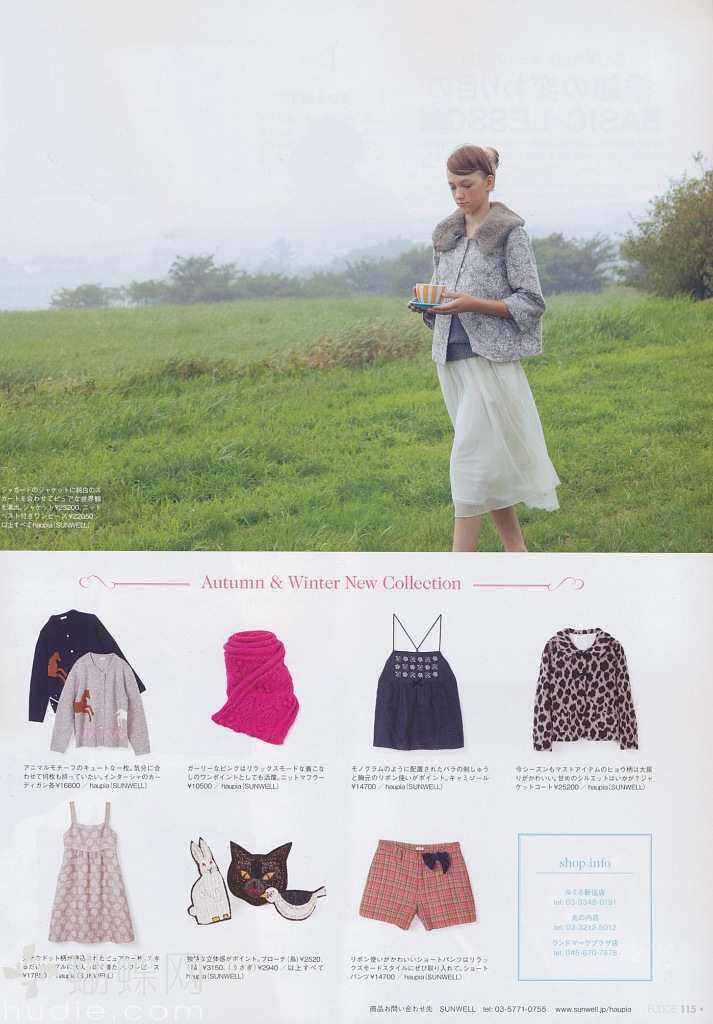 ジャガードのジャケットに純白のス
カートを合わせてピュアな世界観
を演出。ジャケット¥25200、ニット
ベスト付きワンピース¥22050／
以上すべてhaupia(SUNWELL)
Autumn & Winter New Collection
アニマルモチーフのキュートな一枚。気分に合
わせて何枚も持っていたい。インターシャのカー
ディガン各¥16800／haupia(SUNWELL)
ガーリーなピンクはリラックスモードな着こな
しのワンポイントとしても活躍。ニットマフラー
¥10500／haupia(SUNWELL)
モノグラムのように配置されたバラの刺しゅう
と胸元のリボン使いがポイント。キャミソール
¥14700／haupia(SUNWELL)
今シーズンもマストアイテムのヒョウ柄は大振
りがかわいい。甘めのシルエットはいかが？ジャ
ケットコート¥25200／haupia(SUNWELL)
¥17850／haupia(SUNWELL)
独特な立体感がポイント。ブローチ(鳥)¥2520、
¥3150、(うさぎ)¥2940／以上すべて
haupia(SUNWELL)
リボン使いがかわいいショートパンツはリラッ
クスモードスタイルにぜひ取り入れて。ショート
パンツ¥14700／haupia(SUNWELL)
shop info
ルミネ新宿店
tel: 03-3348-0191
丸の内店
tel: 03-3212-5012
ランドマークプラザ店
tel: 045-670-7878
商品お問い合わせ先 SUNWELL tel: 03-5771-0755 www.sunwell.jp/haupia
FUDGE 115
蝴蝶网
hudie.com